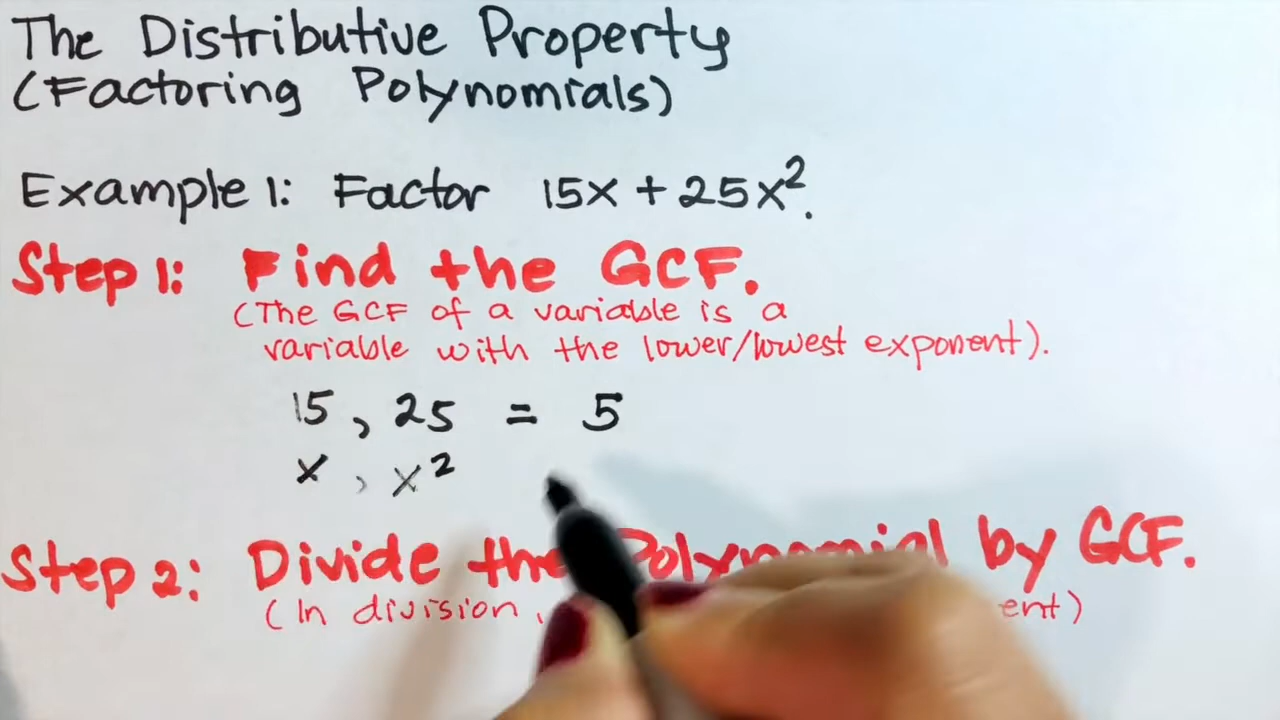 The Distributive Property
(Factoring Polynomials)
Example 1: Factor 15x + 25x².
Step 1: Find the GCF.
(The GCF of a variable is a
variable with the lower/lowest exponent).
15, 25 = 5
x, x²
Step 2: Divide the Polynomial by GCF.
(In division,